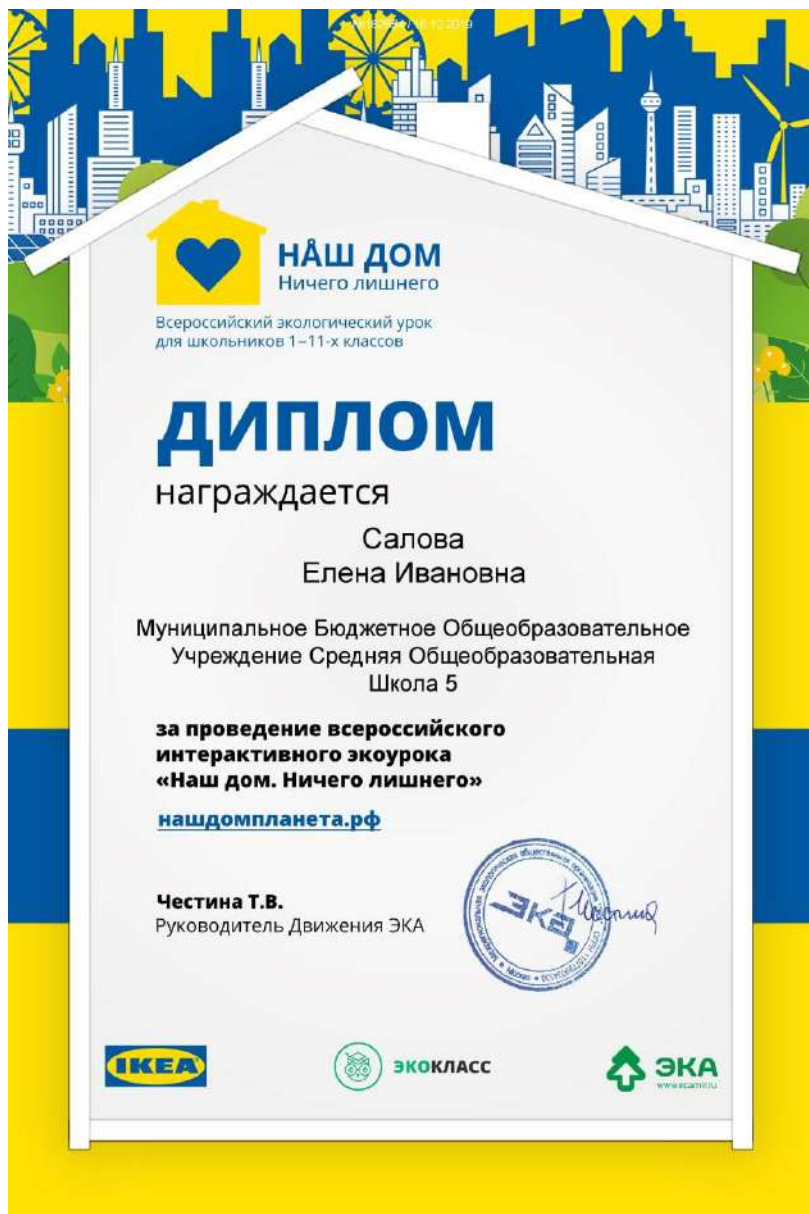 НÅШ ДОМ
Ничего лишнего
Всероссийский экологический урок
для школьников 1–11-х классов
ДИПЛОМ
награждается
Салова
Елена Ивановна
Муниципальное Бюджетное Общеобразовательное
Учреждение Средняя Общеобразовательная
Школа 5
за проведение всероссийского
интерактивного экоурока
«Наш дом. Ничего лишнего»
нашдомпланета.рф
Честина Т.В.
Руководитель Движения ЭКА
ЭКА
IKEA
ЭКОКЛАСС
ЭКА